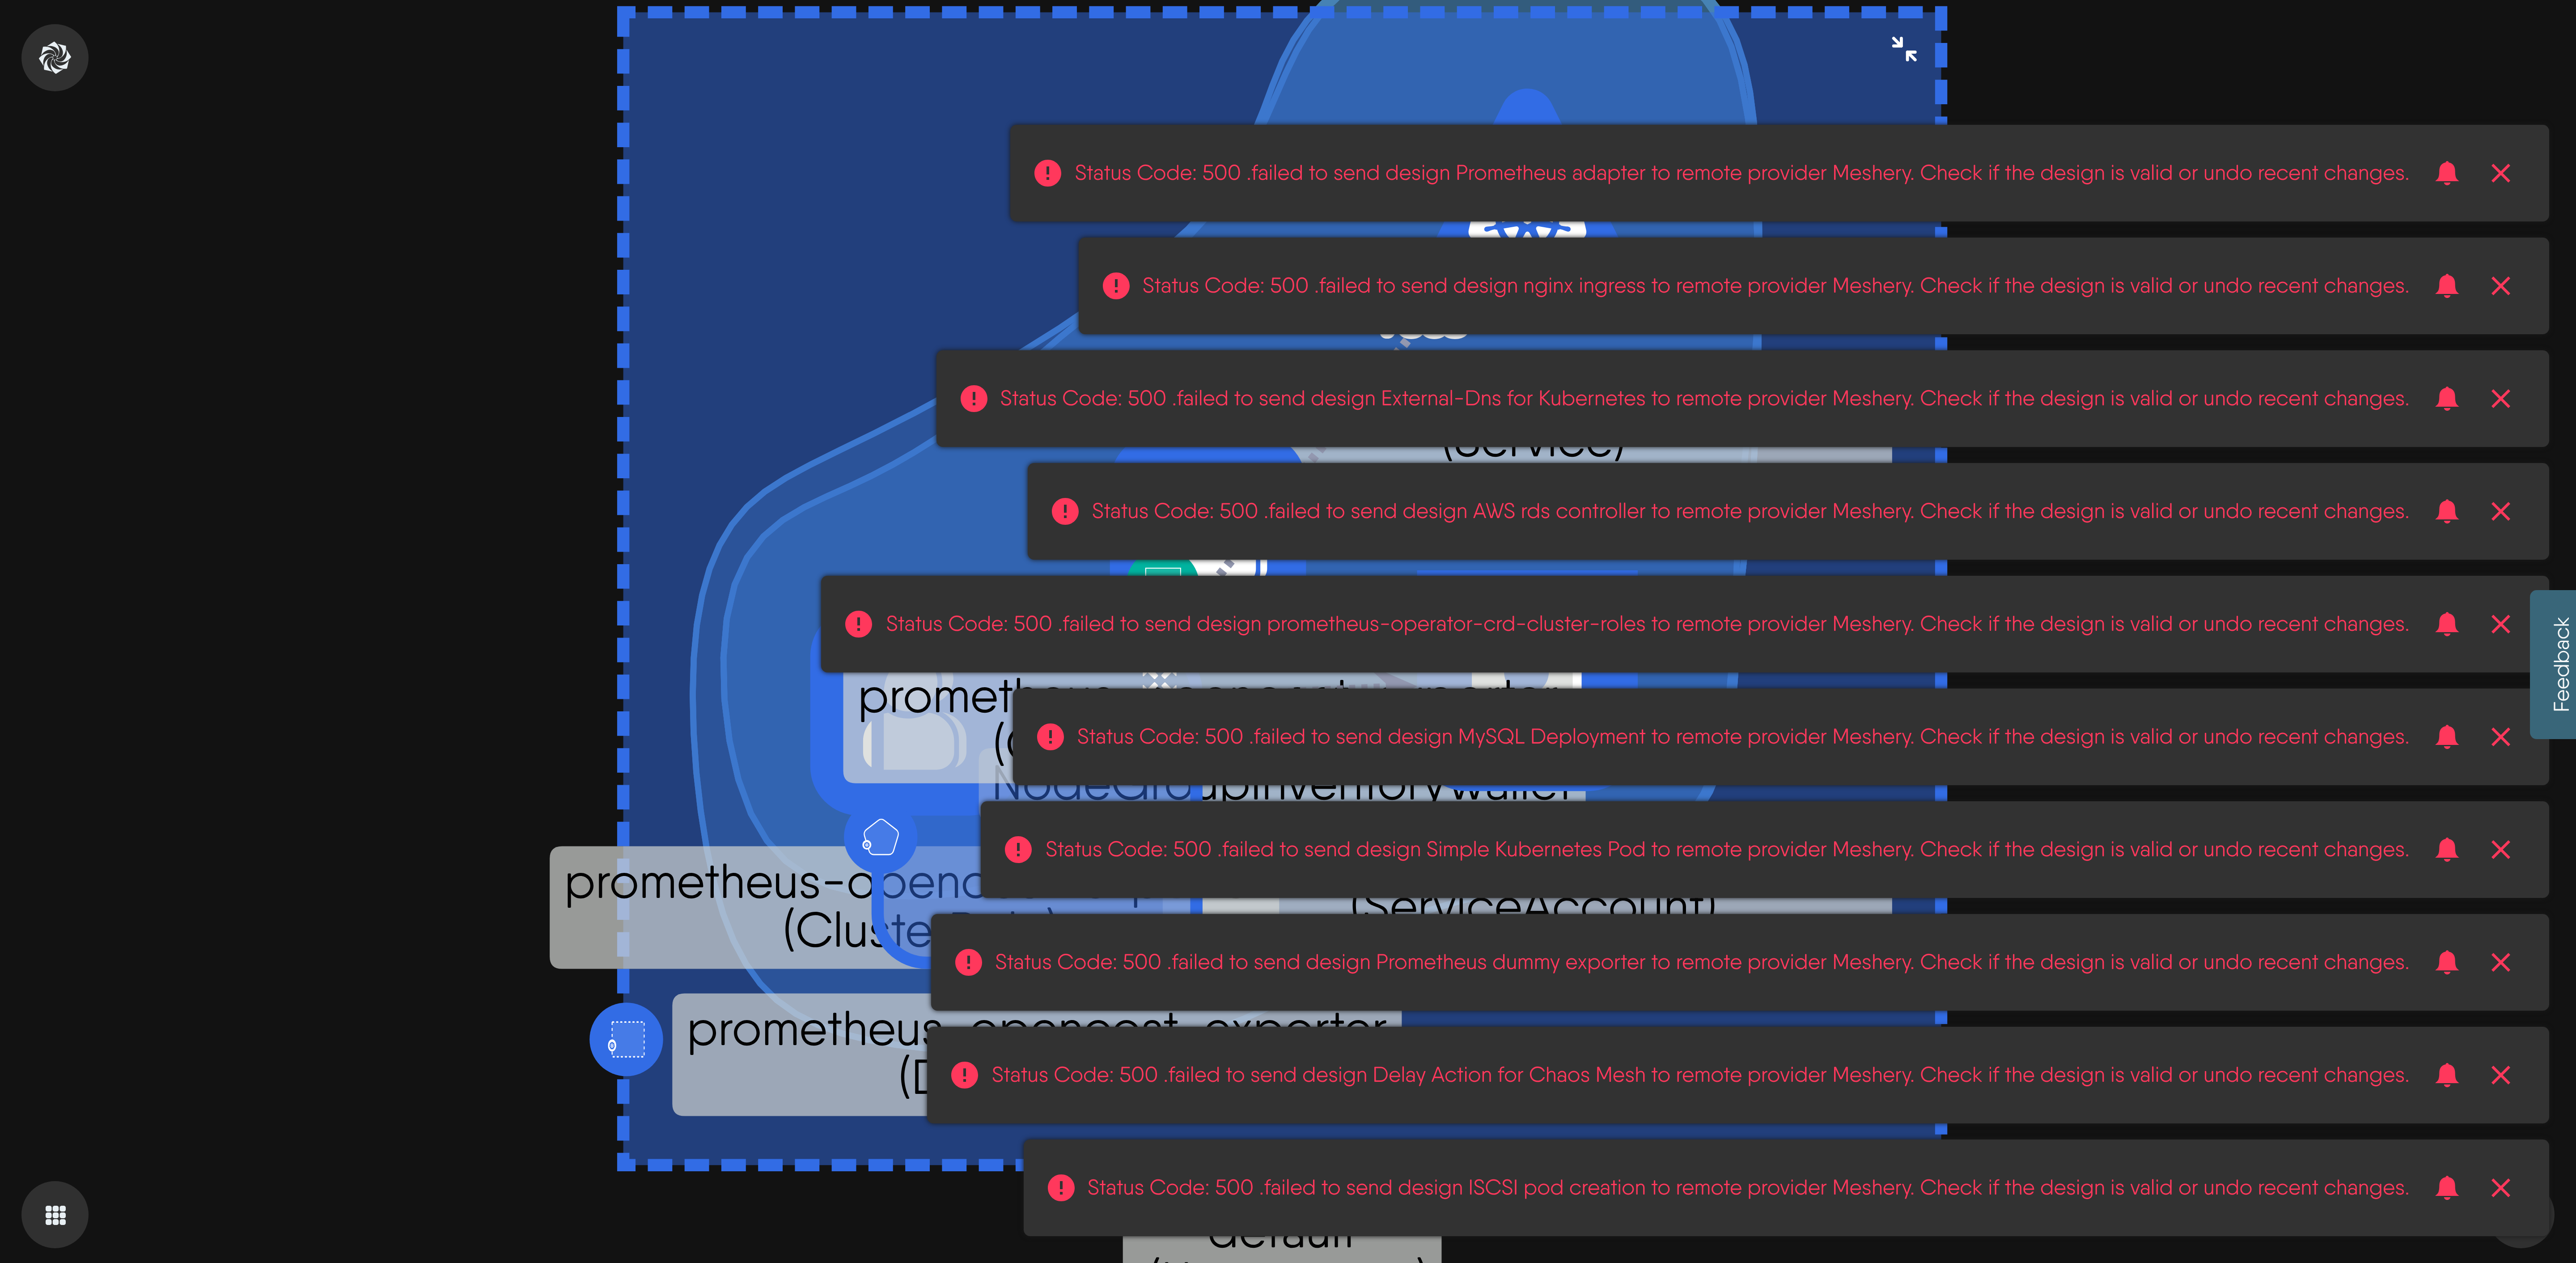 Status Code: 500 .failed to send design Prometheus adapter to remote provider Meshery. Check if the design is valid or undo recent changes.
Status Code: 500 .failed to send design nginx ingress to remote provider Meshery. Check if the design is valid or undo recent changes.
Status Code: 500 .failed to send design External-Dns for Kubernetes to remote provider Meshery. Check if the design is valid or undo recent changes.
(Service)
Status Code: 500 .failed to send design AWS rds controller to remote provider Meshery. Check if the design is valid or undo recent changes.
Status Code: 500 .failed to send design prometheus-operator-crd-cluster-roles to remote provider Meshery. Check if the design is valid or undo recent changes.
Feedback
Status Code: 500 .failed to send design MySQL Deployment to remote provider Meshery. Check if the design is valid or undo recent changes.
Status Code: 500 .failed to send design Simple Kubernetes Pod to remote provider Meshery. Check if the design is valid or undo recent changes.
(ServiceAccount)
Status Code: 500 .failed to send design Prometheus dummy exporter to remote provider Meshery. Check if the design is valid or undo recent changes.
prometheus-opencost-exporter
Status Code: 500 .failed to send design Delay Action for Chaos Mesh to remote provider Meshery. Check if the design is valid or undo recent changes.
Status Code: 500 .failed to send design ISCSI pod creation to remote provider Meshery. Check if the design is valid or undo recent changes.
default